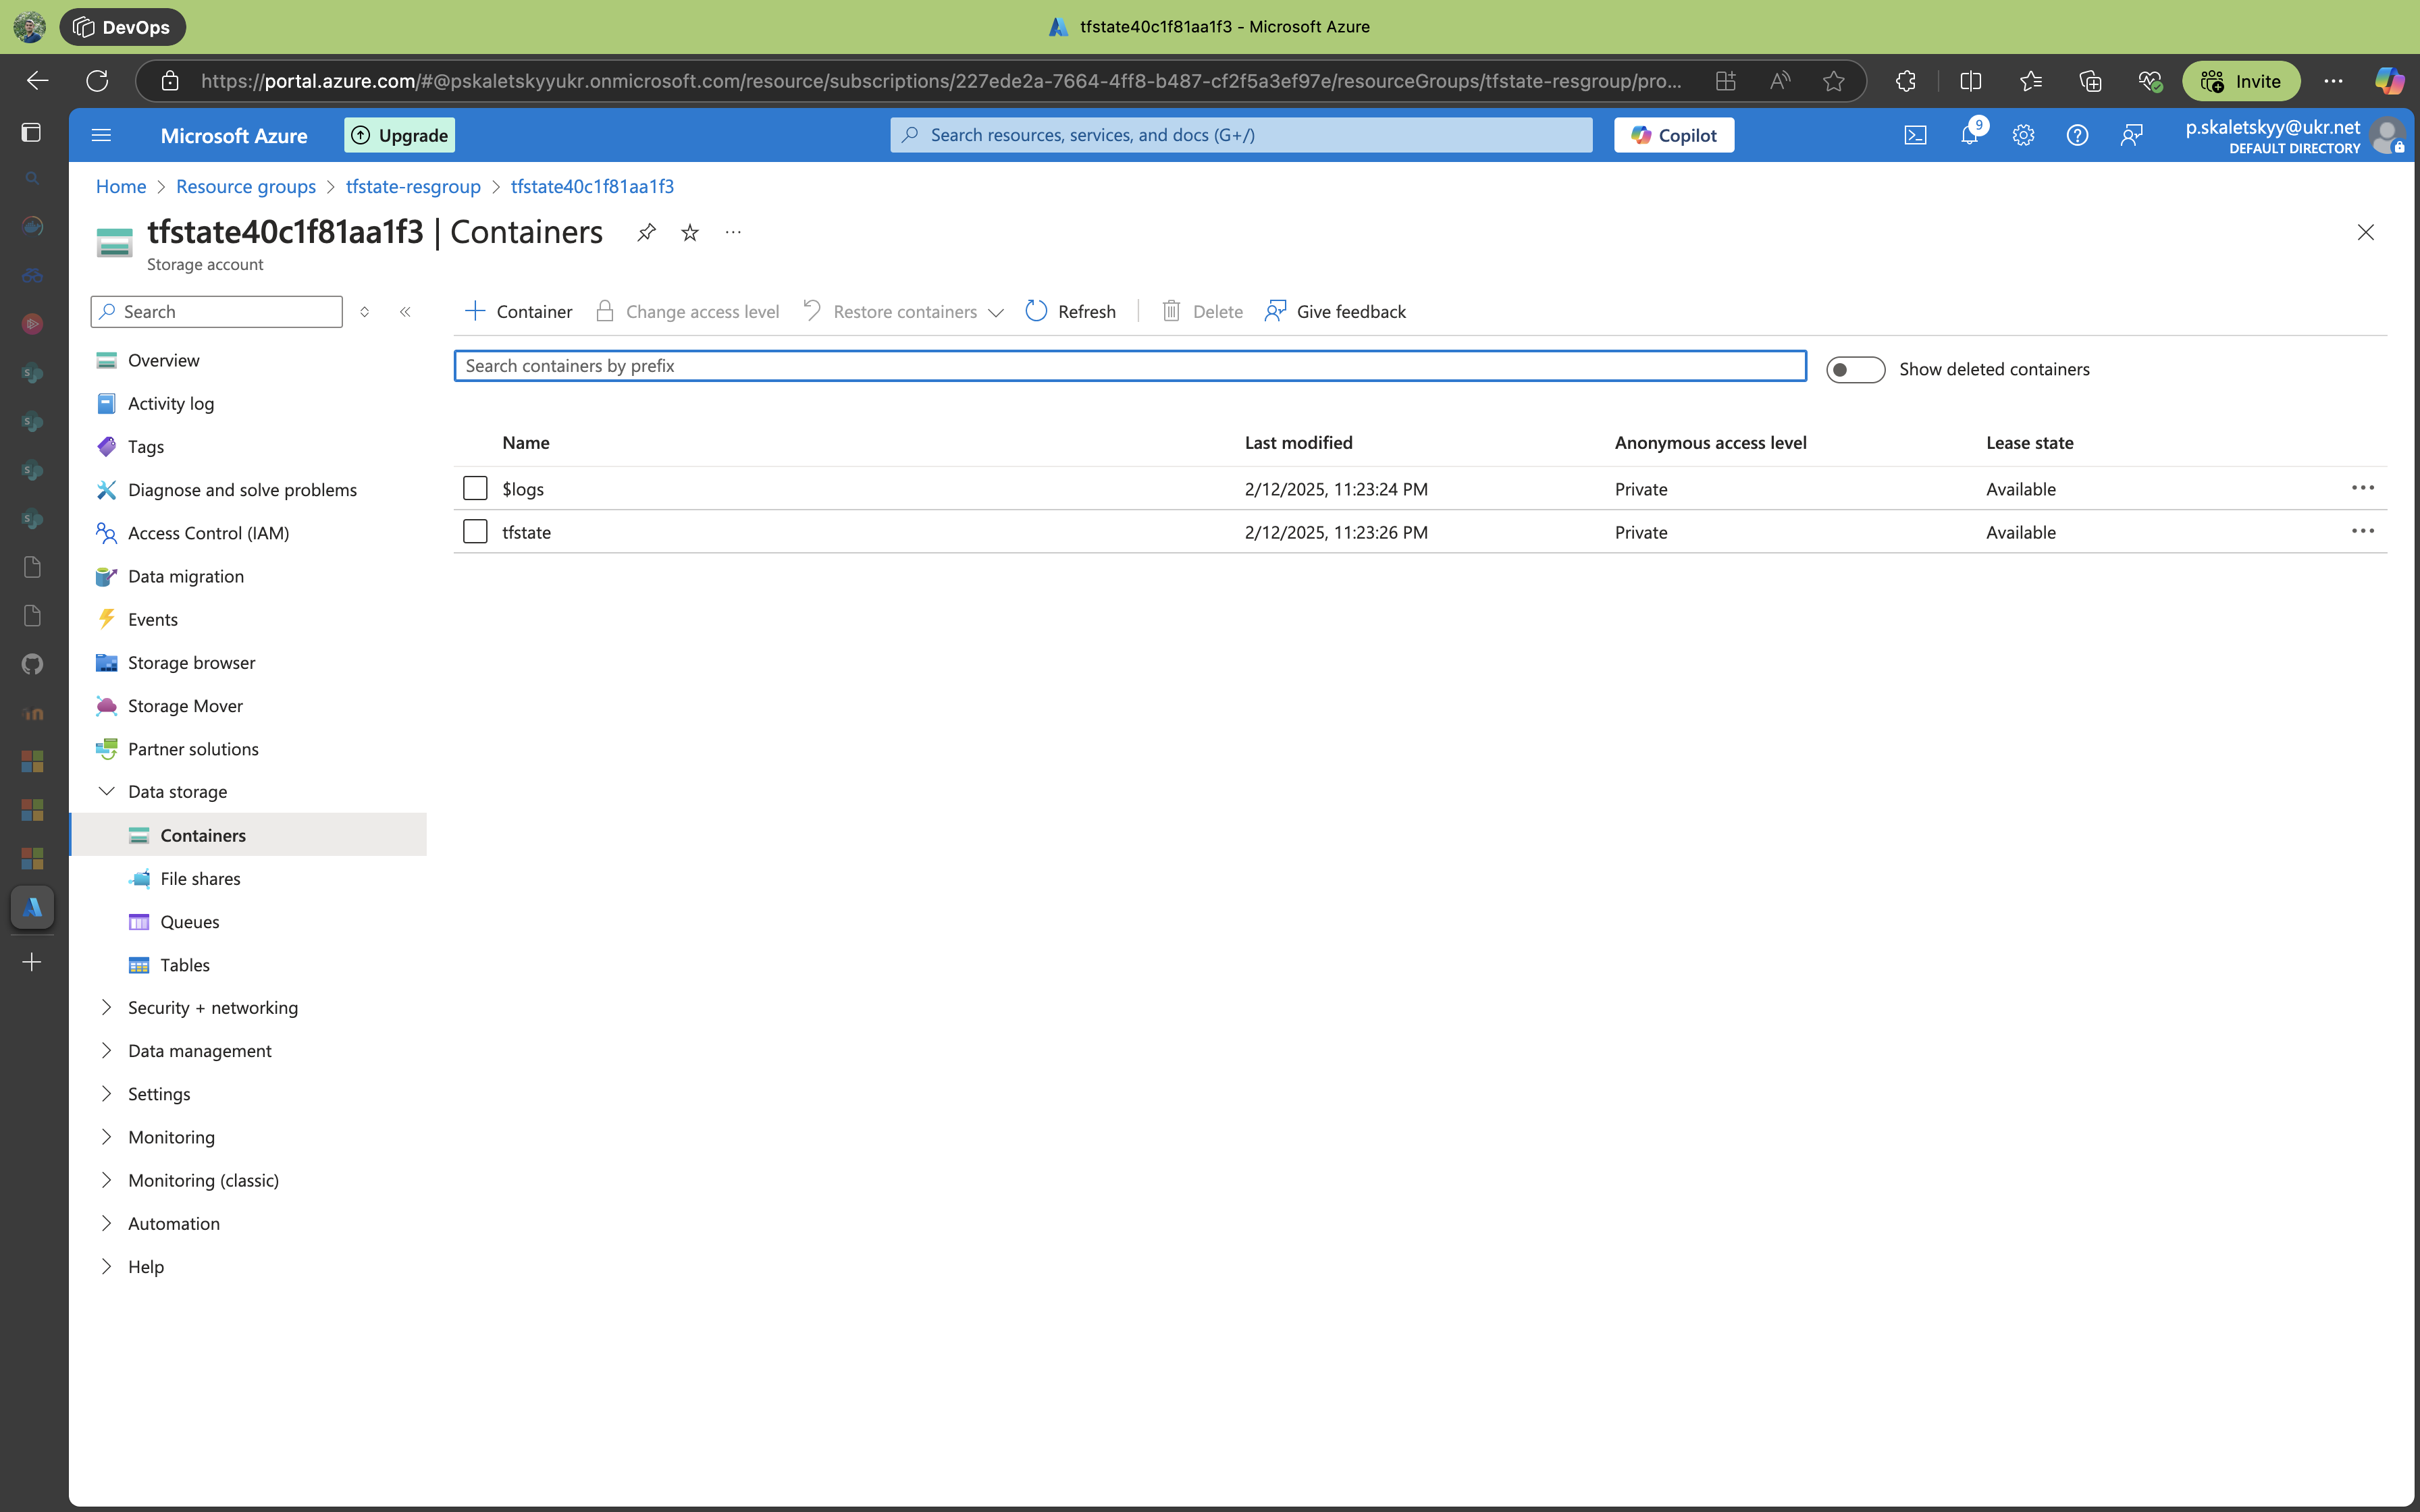 DevOps
tfstate40c1f81aa1f3 - Microsoft Azure
https://portal.azure.com/#@pskaletskyyukr.onmicrosoft.com/resource/subscriptions/227ede2a-7664-4ff8-b487-cf2f5a3ef97e/resourceGroups/tfstate-resgroup/pro...
Invite
Microsoft Azure
Upgrade
Search resources, services, and docs (G+/)
Copilot
9
p.skaletskyy@ukr.net
DEFAULT DIRECTORY
Home > Resource groups > tfstate-resgroup > tfstate40c1f81aa1f3
tfstate40c1f81aa1f3 | Containers
Storage account
Search
Container Change access level Restore containers Refresh Delete Give feedback
Search containers by prefix
Show deleted containers
Overview
Activity log
Tags
Diagnose and solve problems
Access Control (IAM)
Data migration
Events
Storage browser
Storage Mover
Partner solutions
Data storage
Containers
File shares
Queues
Tables
Security + networking
Data management
Settings
Monitoring
Monitoring (classic)
Automation
Help
Name Last modified Anonymous access level Lease state
$logs 2/12/2025, 11:23:24 PM Private Available
tfstate 2/12/2025, 11:23:26 PM Private Available